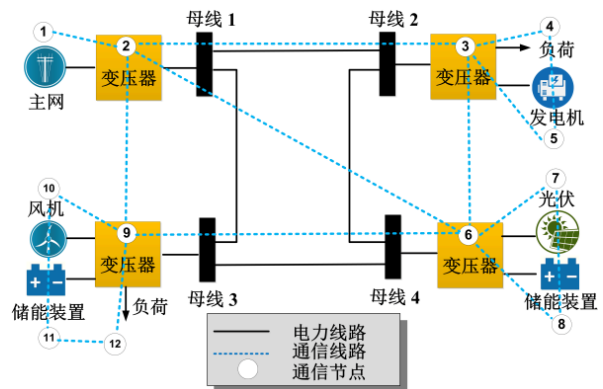 母线 1
母线 2
1
2
3
4
变压器
变压器
负荷
主网
发电机
5
10
7
风机
9
6
光伏
变压器
变压器
储能装置
负荷
母线 3
母线 4
储能装置
11
12
8
电力线路
通信线路
通信节点